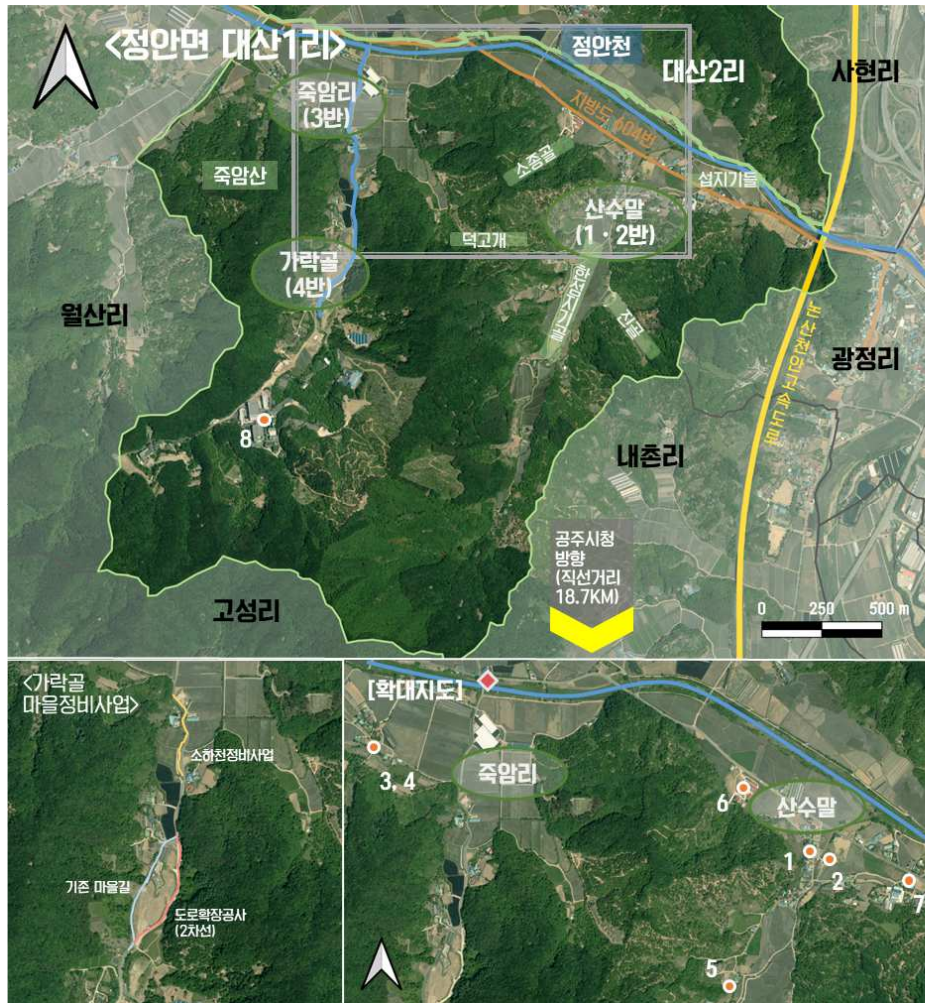 <정안면 대산1리>
정안천
대산2리
사현리
죽암리
(3반)
지방도 604번
죽암산
소종골
섭지기들
산수말
(1 · 2반)
덕고개
가락골
(4반)
진골
월산리
논산천안고속도로
광정리
8
내촌리
공주시청
방향
(직선거리
18.7KM)
고성리
0 250 500 m
<가락골
마을정비사업>
소하천정비사업
기존 마을길
도로확장공사
(2차선)
[확대지도]
3, 4
죽암리
6
산수말
1
2
7
5